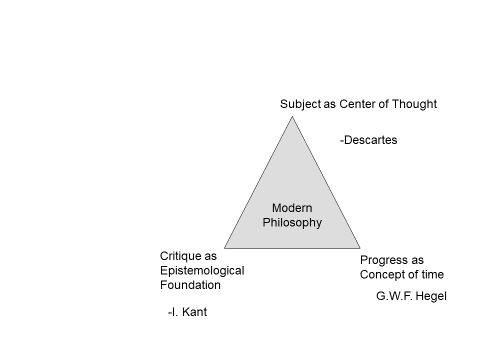 Subject as Center of Thought
-Descartes
Modern
Philosophy
Critique as
Epistemological
Foundation
-I. Kant
Progress as
Concept of time
G.W.F. Hegel